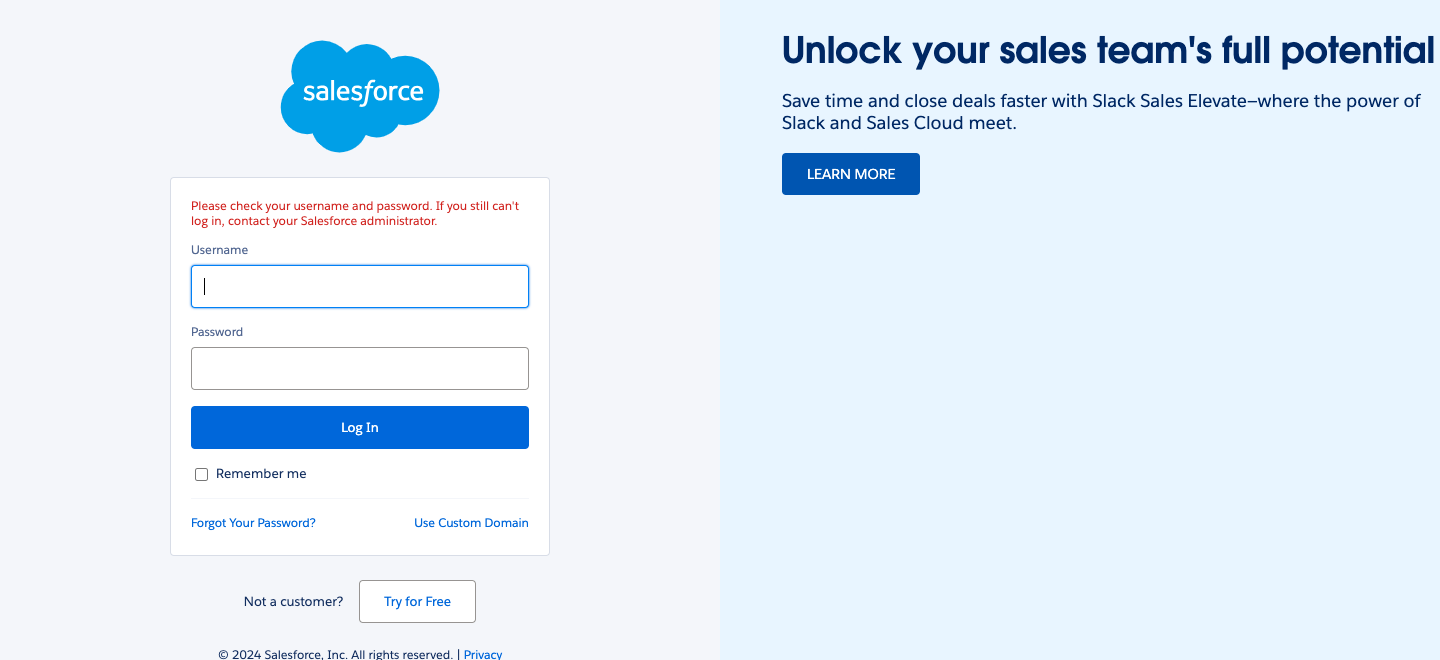 salesforce
Please check your username and password. If you still can't
log in, contact your Salesforce administrator.
Username
Password
Log In
Remember me
Forgot Your Password?
Use Custom Domain
Not a customer?
Try for Free
© 2024 Salesforce, Inc. All rights reserved. | Privacy
Unlock your sales team's full potential
Save time and close deals faster with Slack Sales Elevate—where the power of
Slack and Sales Cloud meet.
LEARN MORE